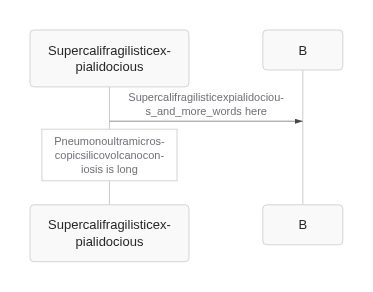 Supercalifragilisticex-
pialidocious
B
Supercalifragilisticexpialidociou-
s_and_more_words here
Pneumonoultramicros-
copicsilicovolcanocon-
iosis is long
Supercalifragilisticex-
pialidocious
B